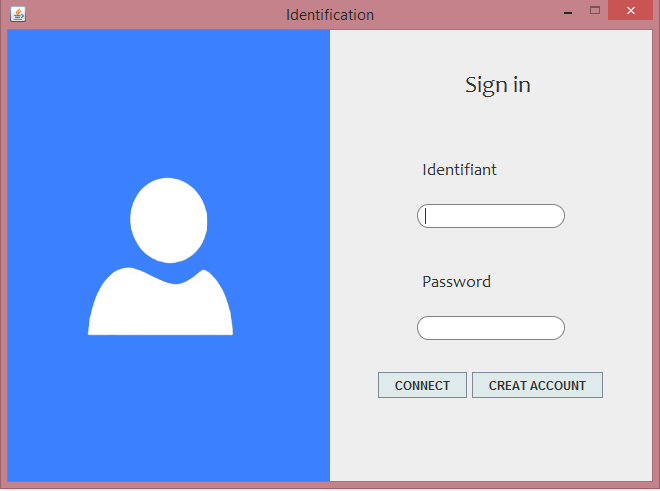 Identification
Sign in
Identifiant
Password
CONNECT CREAT ACCOUNT